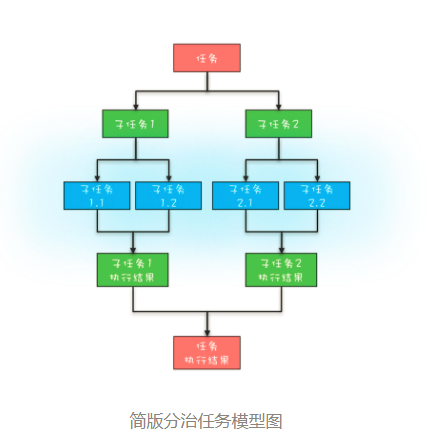 任务
子任务1
子任务2
子任务
1.1
子任务
1.2
子任务
2.1
子任务
2.2
子任务1
执行结果
子任务2
执行结果
任务
执行结果
简版分治任务模型图